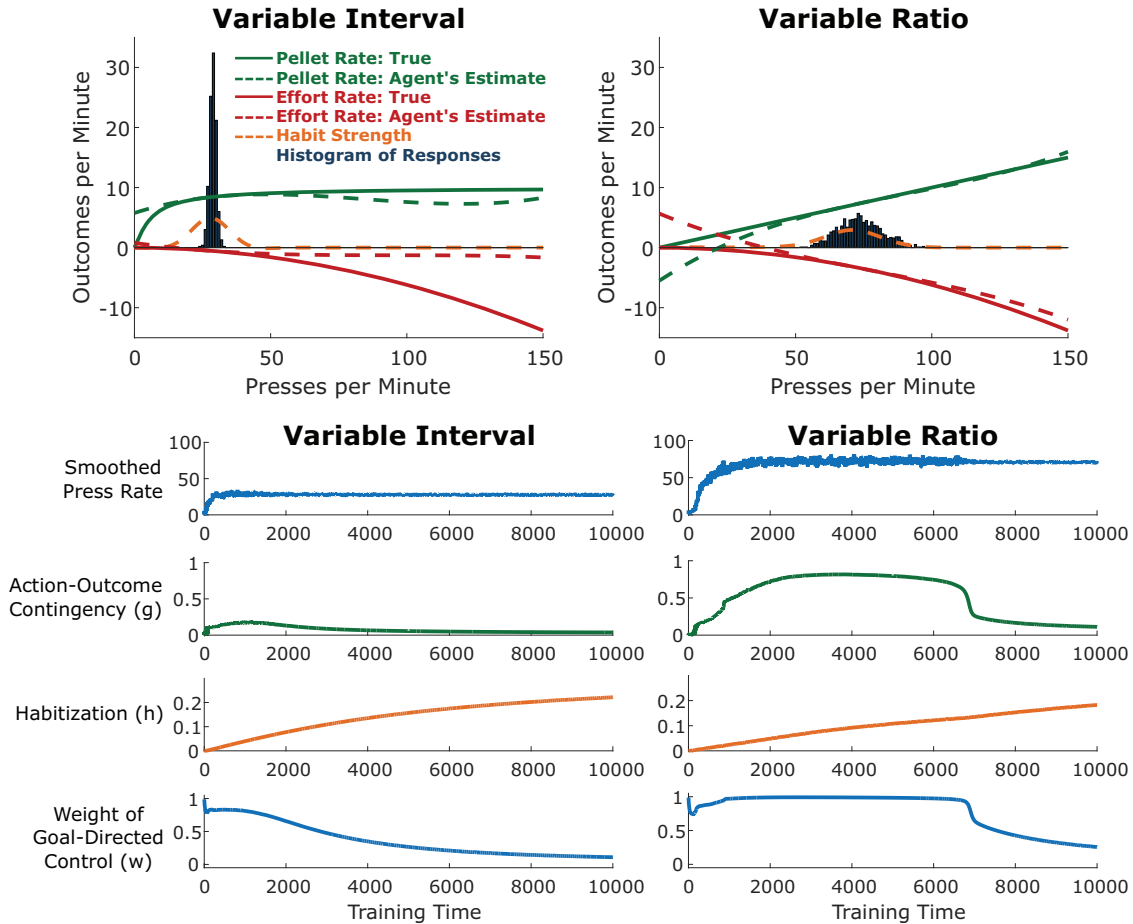 Variable Interval
Variable Ratio
Outcomes per Minute
30
20
10
0
-10
Pellet Rate: True
Pellet Rate: Agent's Estimate
Effort Rate: True
Effort Rate: Agent's Estimate
Habit Strength
Histogram of Responses
0 50 100 150
Presses per Minute
Outcomes per Minute
30
20
10
0
-10
0 50 100 150
Presses per Minute
Variable Interval
Variable Ratio
Smoothed
Press Rate
100
50
0
0 2000 4000 6000 8000 10000
100
50
0
0 2000 4000 6000 8000 10000
Action-Outcome
Contingency (g)
1
0.5
0
0 2000 4000 6000 8000 10000
1
0.5
0
0 2000 4000 6000 8000 10000
Habitization (h)
0.2
0.1
0
0 2000 4000 6000 8000 10000
0.2
0.1
0
0 2000 4000 6000 8000 10000
Weight of
Goal-Directed
Control (w)
1
0.5
0
0 2000 4000 6000 8000 10000
Training Time
1
0.5
0
0 2000 4000 6000 8000 10000
Training Time